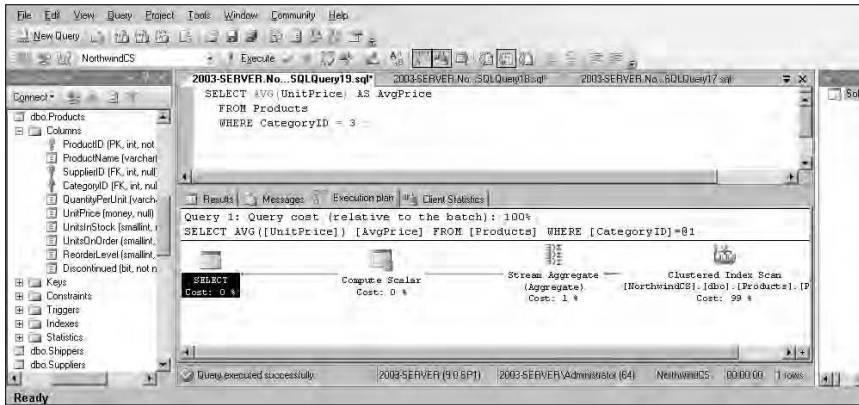 File Edit View Query Project Tools Window Community Help
New Query
NorthwindCS Execute
2003-SERVER.No...SQLQuery19.sql* 2003-SERVER.No...SQLQuery18.sql* 2003-SERVER.No...SQLQuery17.sql
Connect
dbo.Products
Columns
ProductID (PK, int, not
ProductName (varchar(
SupplierID (FK, int, null
CategoryID (FK, int, nul
QuantityPerUnit (varch
UnitPrice (money, null)
UnitsInStock (smallint,
UnitsOnOrder (smallint,
ReorderLevel (smallint,
Discontinued (bit, not n
Keys
Constraints
Triggers
Indexes
Statistics
dbo.Shippers
dbo.Suppliers
SELECT AVG(UnitPrice) AS AvgPrice
FROM Products
WHERE CategoryID = 3
Results Messages Execution plan Client Statistics
Query 1: Query cost (relative to the batch): 100%
SELECT AVG([UnitPrice]) [AvgPrice] FROM [Products] WHERE [CategoryID]=@1
SELECT
Cost: 0 %
Compute Scalar
Cost: 0 %
Stream Aggregate
(Aggregate)
Cost: 1 %
Clustered Index Scan
[NorthwindCS].[dbo].[Products].[P
Cost: 99 %
Query executed successfully. 2003-SERVER (9.0 SP1) 2003-SERVER\Administrator (64) NorthwindCS 00:00:00 1 rows
Sol
Ready